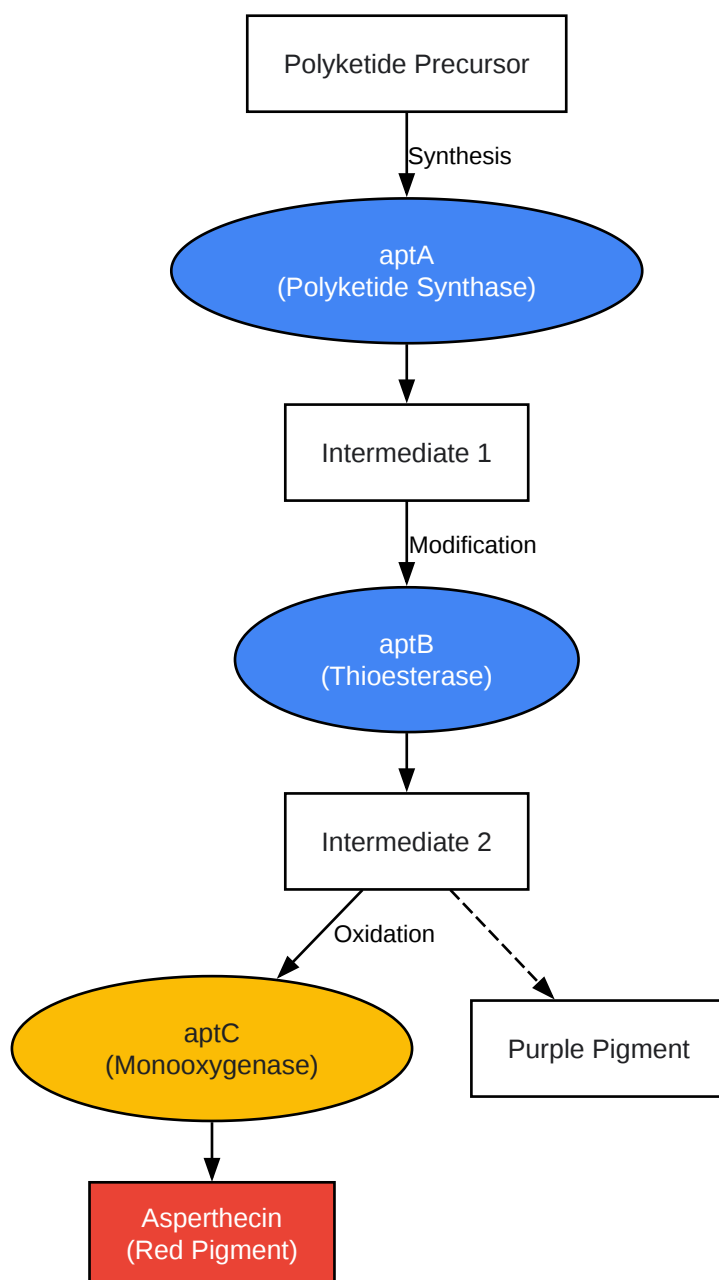 Polyketide Precursor
Synthesis
aptA
(Polyketide Synthase)
Intermediate 1
Modification
aptB
(Thioesterase)
Intermediate 2
Oxidation
aptC
(Monooxygenase)
Purple Pigment
Asperthecin
(Red Pigment)